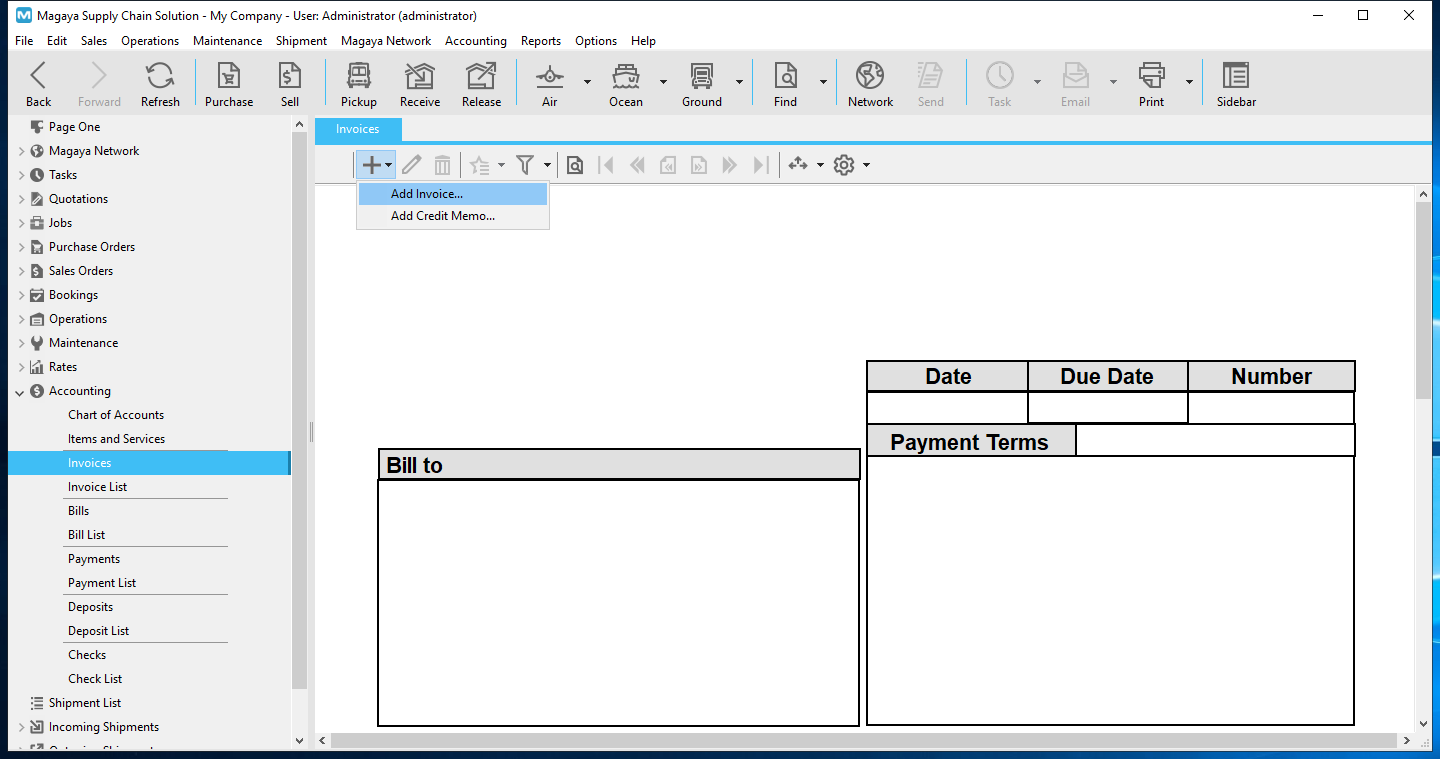 Magaya Supply Chain Solution - My Company - User: Administrator (administrator)
File Edit Sales Operations Maintenance Shipment Magaya Network Accounting Reports Options Help
Back Forward Refresh Purchase Sell Pickup Receive Release Air Ocean Ground Find Network Send Task Email Print Sidebar
Page One
Magaya Network
Tasks
Quotations
Jobs
Purchase Orders
Sales Orders
Bookings
Operations
Maintenance
Rates
Accounting
Chart of Accounts
Items and Services
Invoices
Invoice List
Bills
Bill List
Payments
Payment List
Deposits
Deposit List
Checks
Check List
Shipment List
Incoming Shipments
Invoices
Add Invoice...
Add Credit Memo...
Date Due Date Number
Payment Terms
Bill to